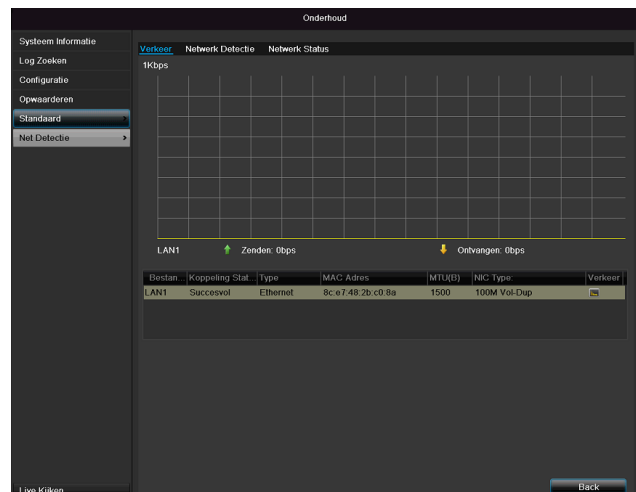 Onderhoud
Systeem Informatie
Log Zoeken
Configuratie
Opwaarderen
Standaard
Net Detectie
Live Kijken
Verkeer Netwerk Detectie Netwerk Status
1Kbps
LAN1 Zenden: 0bps Ontvangen: 0bps
Bestan... Koppeling Stat... Type MAC Adres MTU(B) NIC Type: Verkeer
LAN1 Succesvol Ethernet 8c:e7:48:2b:c0:8a 1500 100M Vol-Dup
Back